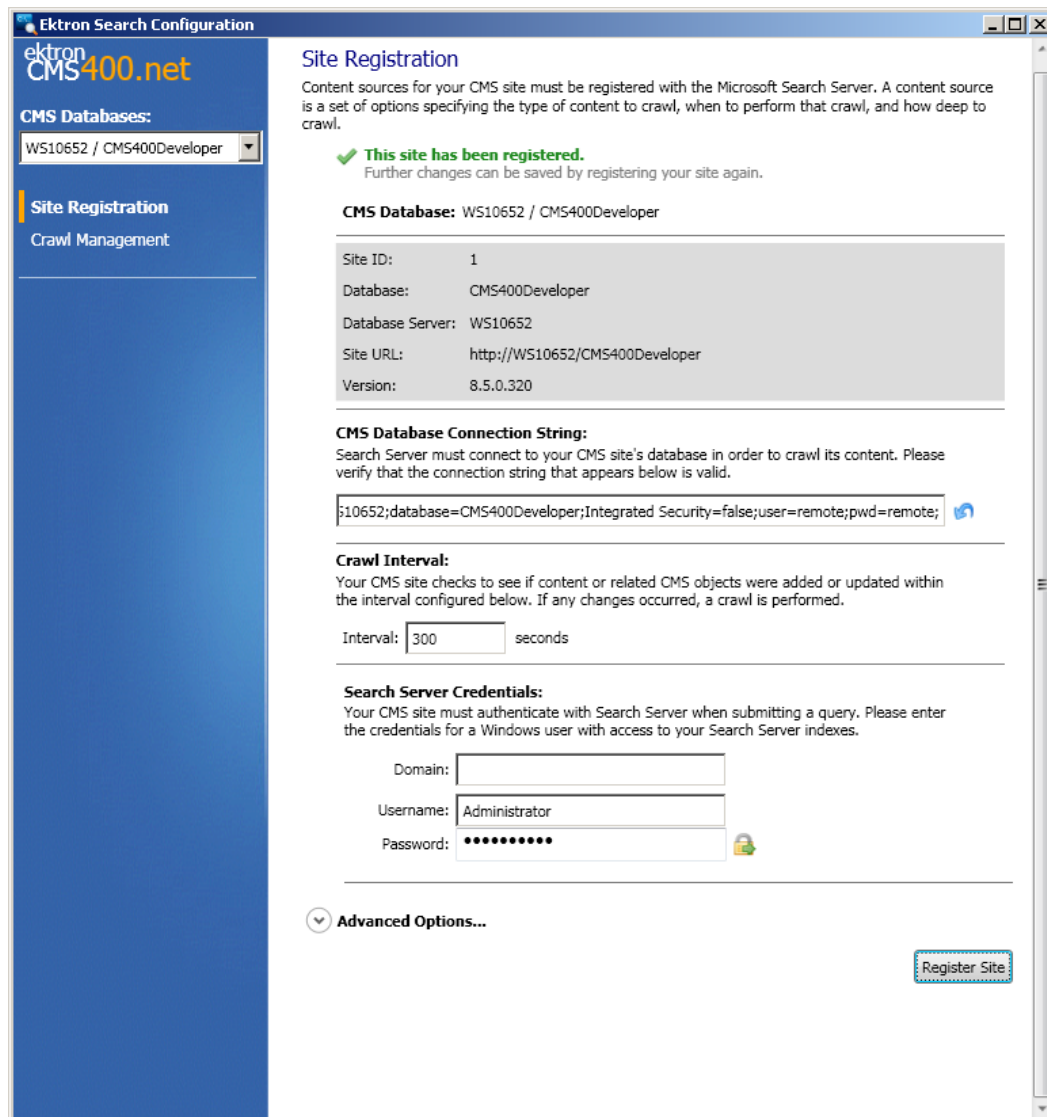 Ektron Search Configuration
ektron
CMS400.net
CMS Databases:
WS10652 / CMS400Developer
Site Registration
Crawl Management
Site Registration
Content sources for your CMS site must be registered with the Microsoft Search Server. A content source
is a set of options specifying the type of content to crawl, when to perform that crawl, and how deep to
crawl.
This site has been registered.
Further changes can be saved by registering your site again.
CMS Database: WS10652 / CMS400Developer
Site ID: 1
Database: CMS400Developer
Database Server: WS10652
Site URL: http://WS10652/CMS400Developer
Version: 8.5.0.320
CMS Database Connection String:
Search Server must connect to your CMS site's database in order to crawl its content. Please
verify that the connection string that appears below is valid.
S10652;database=CMS400Developer;Integrated Security=false;user=remote;pwd=remote;
Crawl Interval:
Your CMS site checks to see if content or related CMS objects were added or updated within
the interval configured below. If any changes occurred, a crawl is performed.
Interval: 300 seconds
Search Server Credentials:
Your CMS site must authenticate with Search Server when submitting a query. Please enter
the credentials for a Windows user with access to your Search Server indexes.
Domain:
Username: Administrator
Password: ●●●●●●●●●●
Advanced Options...
Register Site